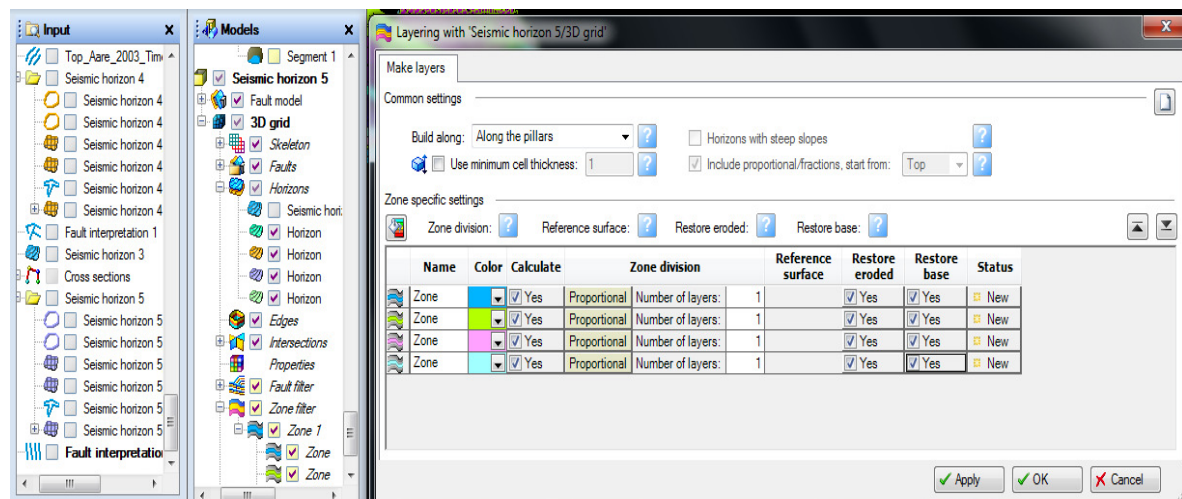 Input x
Top_Aare_2003_Tim
Seismic horizon 4
Seismic horizon 4
Seismic horizon 4
Seismic horizon 4
Seismic horizon 4
Seismic horizon 4
Seismic horizon 4
Fault interpretation 1
Seismic horizon 3
Cross sections
Seismic horizon 5
Seismic horizon 5
Seismic horizon 5
Seismic horizon 5
Seismic horizon 5
Seismic horizon 5
Seismic horizon 5
Fault interpretatio
Models x
Segment 1
Seismic horizon 5
Fault model
3D grid
Skeleton
Faults
Horizons
Seismic hori
Horizon
Horizon
Horizon
Horizon
Edges
Intersections
Properties
Fault filter
Zone filter
Zone 1
Zone
Zone
Layering with 'Seismic horizon 5/3D grid' X
Make layers
Common settings
Build along: Along the pillars ? Horizons with steep slopes ?
Use minimum cell thickness: 1 ? Include proportional/fractions, start from: Top ?
Zone specific settings
Zone division: ? Reference surface: ? Restore eroded: ? Restore base: ?
Name Color Calculate Zone division Reference surface Restore eroded Restore base Status
Zone Yes Proportional Number of layers: 1 Yes Yes New
Zone Yes Proportional Number of layers: 1 Yes Yes New
Zone Yes Proportional Number of layers: 1 Yes Yes New
Zone Yes Proportional Number of layers: 1 Yes Yes New
Apply OK Cancel